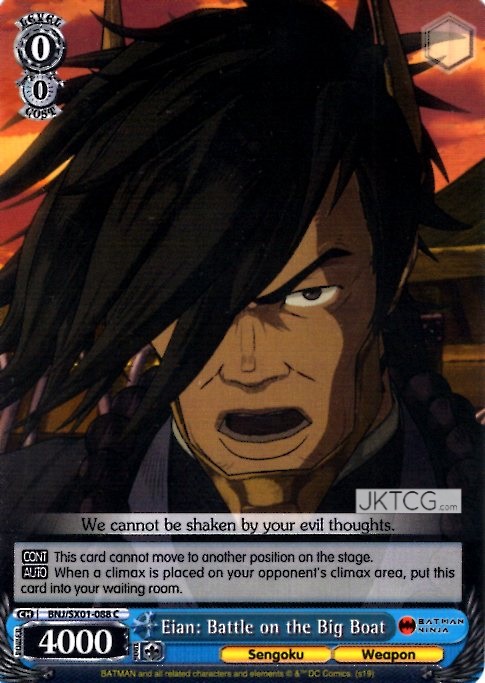 LEVEL
0
0
COST
JKTCG.com
We cannot be shaken by your evil thoughts.
CONT This card cannot move to another position on the stage.
AUTO When a climax is placed on your opponent's climax area, put this
card into your waiting room.
CH BNJ/SX01-088 C
POWER 4000 SOUL Eian: Battle on the Big Boat BATMAN
NINJA
Sengoku Weapon
BATMAN and all related characters and elements © & ™ DC Comics. (s19)